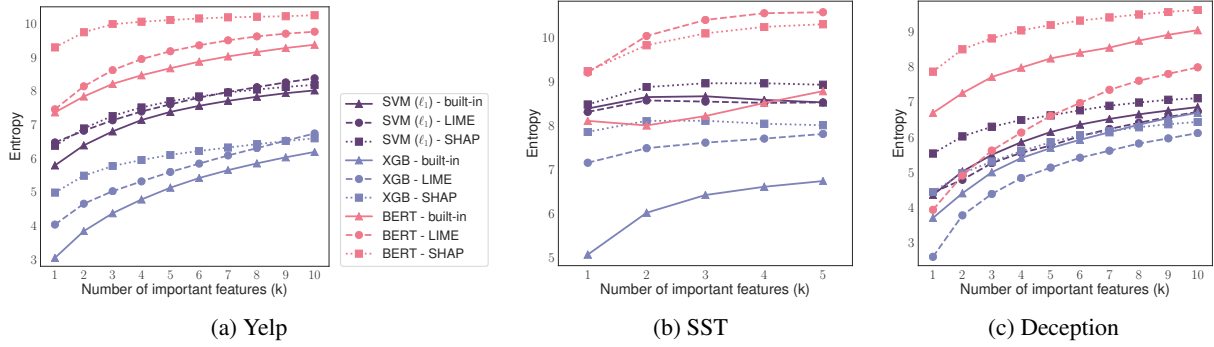 Entropy
10
9
8
7
6
5
4
3
1 2 3 4 5 6 7 8 9 10
Number of important features (k)
(a) Yelp
SVM (ℓ₁) - built-in
SVM (ℓ₁) - LIME
SVM (ℓ₁) - SHAP
XGB - built-in
XGB - LIME
XGB - SHAP
BERT - built-in
BERT - LIME
BERT - SHAP
Entropy
10
9
8
7
6
5
1 2 3 4 5
Number of important features (k)
(b) SST
Entropy
9
8
7
6
5
4
3
1 2 3 4 5 6 7 8 9 10
Number of important features (k)
(c) Deception